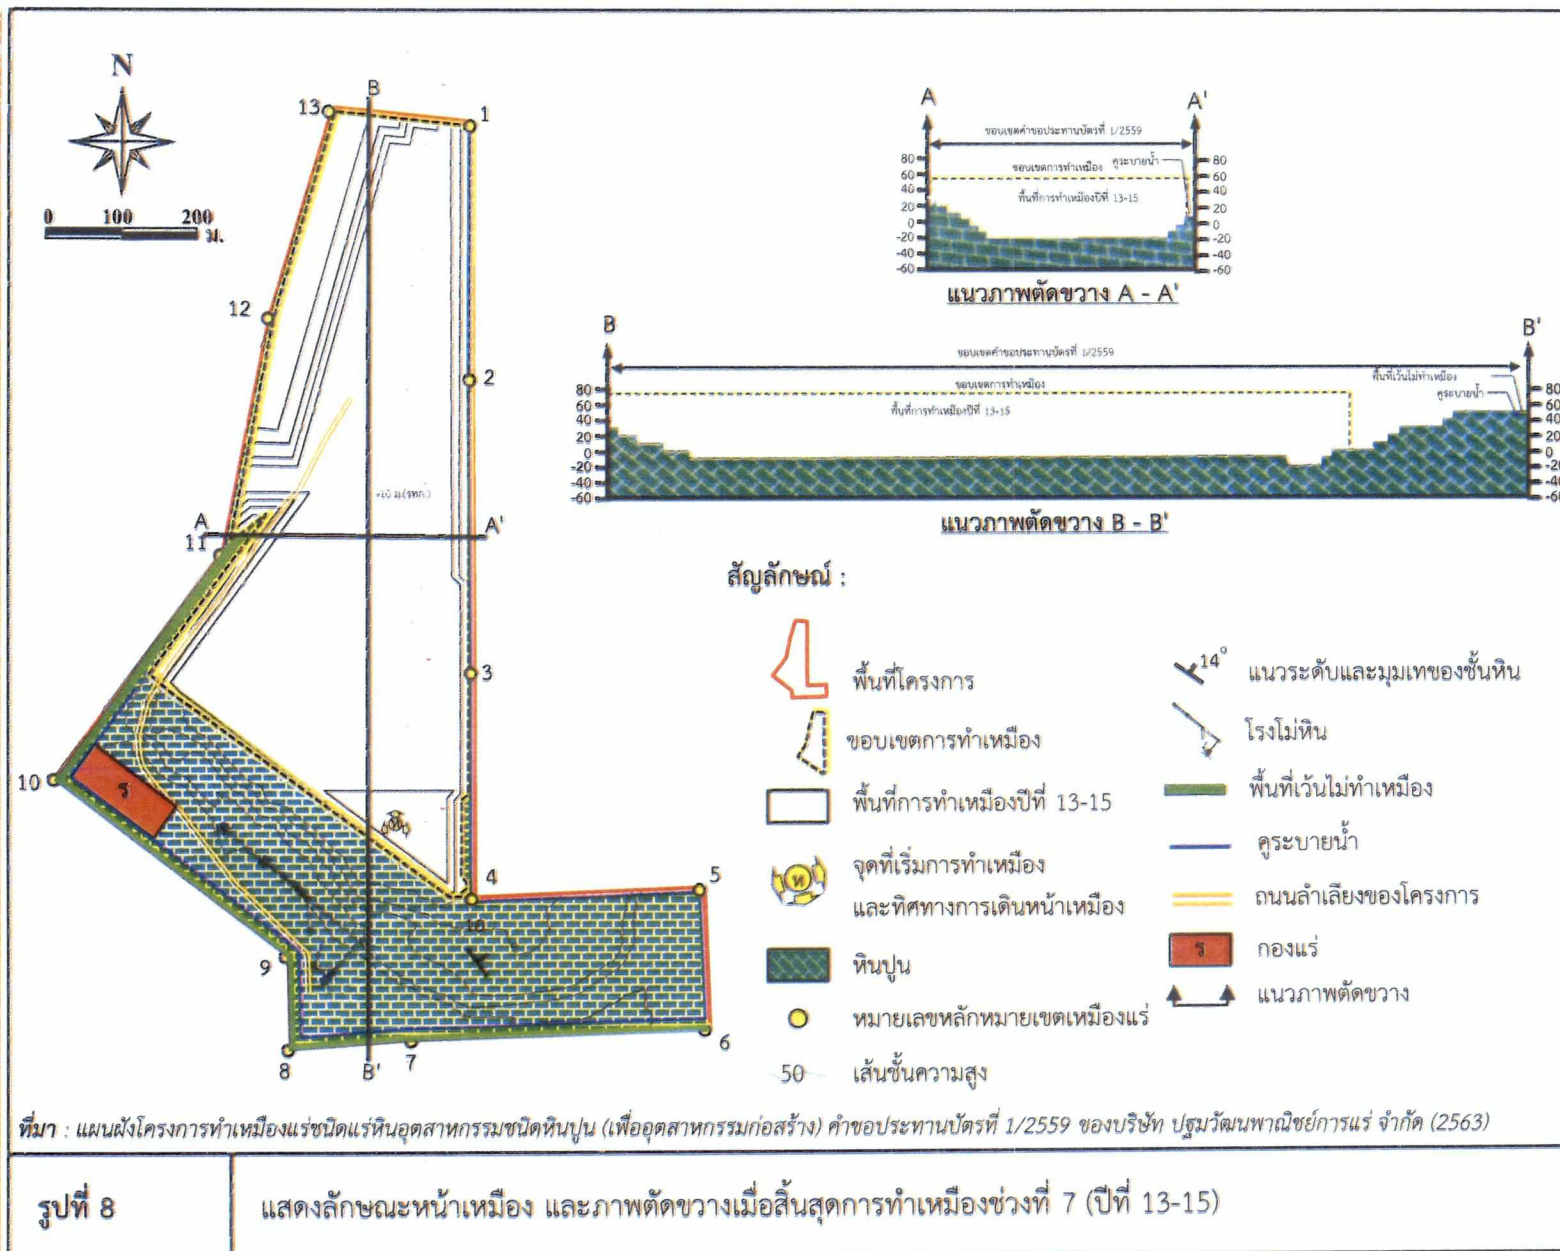 N
0 100 200
ม.
B
13
1
12
2
A
A'
11
3
10
ร
4
5
9
6
7
8
B'
A
A'
ขอบเขตคำขอประทานบัตรที่ 1/2559
ขอบเขตการทำเหมือง
คูระบายน้ำ
พื้นที่การทำเหมืองปีที่ 13-15
80 80
60 60
40 40
20 20
0 0
-20 -20
-40 -40
-60 -60
แนวภาพตัดขวาง A - A'
B
B'
ขอบเขตคำขอประทานบัตรที่ 1/2559
ขอบเขตการทำเหมือง
พื้นที่เว้นไม่ทำเหมือง
คูระบายน้ำ
พื้นที่การทำเหมืองปีที่ 13-15
80 80
60 60
40 40
20 20
0 0
-20 -20
-40 -40
-60 -60
แนวภาพตัดขวาง B - B'
สัญลักษณ์ :
พื้นที่โครงการ
ขอบเขตการทำเหมือง
พื้นที่การทำเหมืองปีที่ 13-15
ห
จุดที่เริ่มการทำเหมือง
และทิศทางการเดินหน้าเหมือง
หินปูน
หมายเลขหลักหมายเขตเหมืองแร่
50 เส้นชั้นความสูง
14° แนวระดับและมุมเทของชั้นหิน
โรงโม่หิน
พื้นที่เว้นไม่ทำเหมือง
คูระบายน้ำ
ถนนลำเลียงของโครงการ
ร กองแร่
แนวภาพตัดขวาง
ที่มา : แผนผังโครงการทำเหมืองแร่ชนิดแร่หินอุตสาหกรรมชนิดหินปูน (เพื่ออุตสาหกรรมก่อสร้าง) คำขอประทานบัตรที่ 1/2559 ของบริษัท ปฐมวัฒนพาณิชย์การแร่ จำกัด (2563)
รูปที่ 8
แสดงลักษณะหน้าเหมือง และภาพตัดขวางเมื่อสิ้นสุดการทำเหมืองช่วงที่ 7 (ปีที่ 13-15)